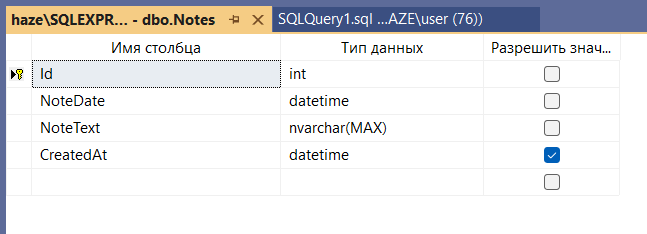 haze\SQLEXPR... – dbo.Notes SQLQuery1.sql ...AZE\user (76))
Имя столбца Тип данных Разрешить знач...
Id int
NoteDate datetime
NoteText nvarchar(MAX)
CreatedAt datetime